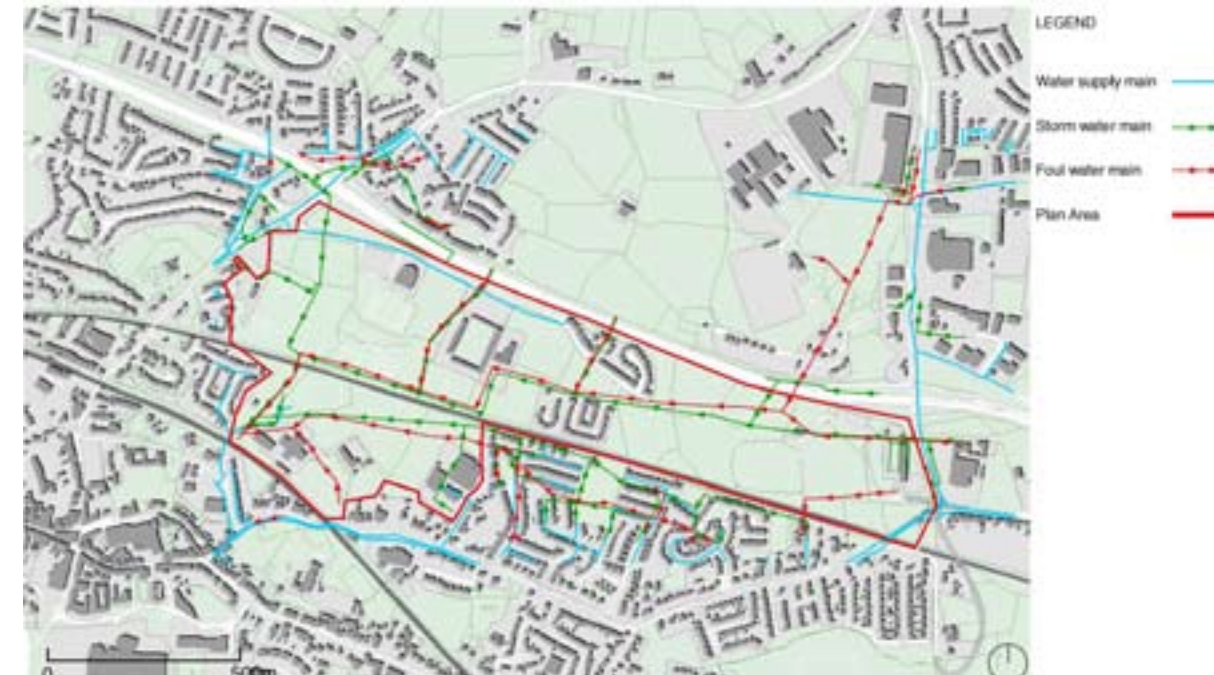 LEGEND
Water supply main
Storm water main
Foul water main
Plan Area
0 500m